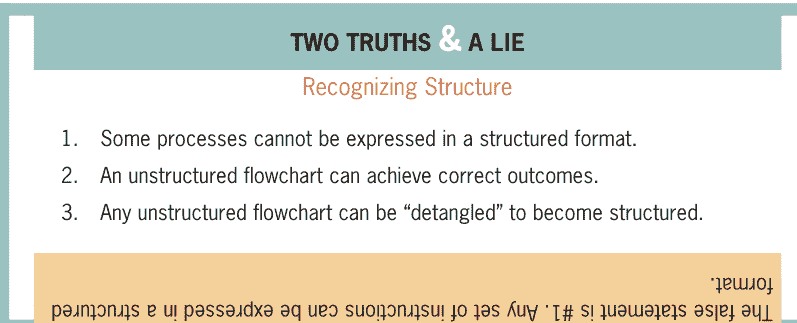 TWO TRUTHS & A LIE
Recognizing Structure
1. Some processes cannot be expressed in a structured format.
2. An unstructured flowchart can achieve correct outcomes.
3. Any unstructured flowchart can be “detangled” to become structured.
The false statement is #1. Any set of instructions can be expressed in a structured
format.